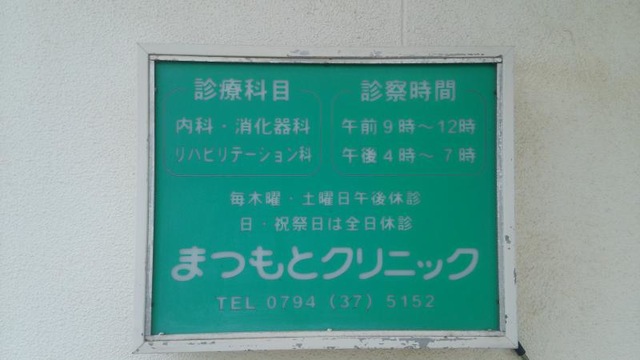 診療科目
内科・消化器科
リハビリテーション科
診察時間
午前9時～12時
午後4時～7時
毎木曜・土曜日午後休診
日・祝祭日は全日休診
まつもとクリニック
TEL 0794 (37) 5152